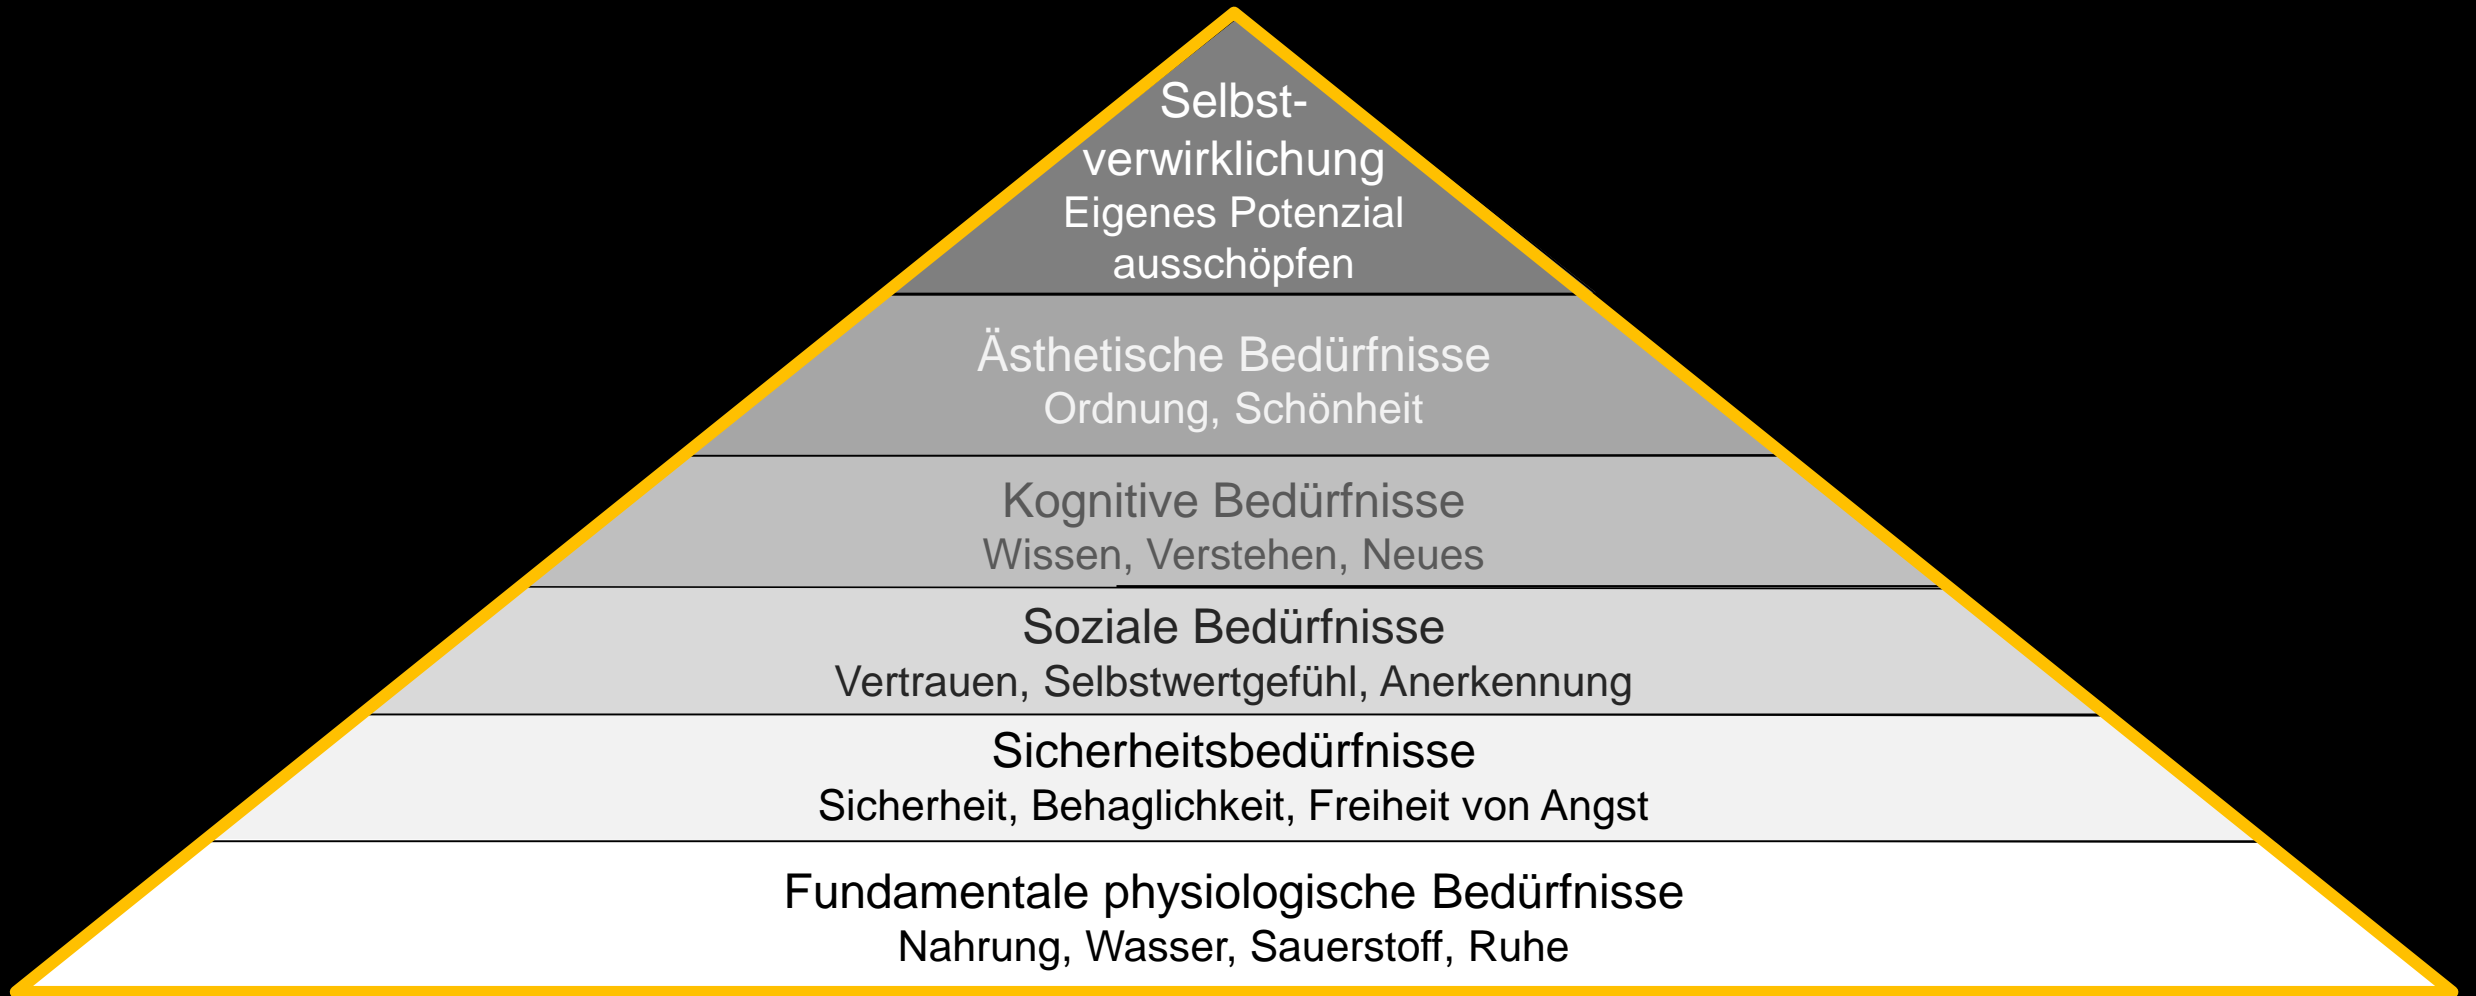 Selbst-
verwirklichung
Eigenes Potenzial
ausschöpfen
Ästhetische Bedürfnisse
Ordnung, Schönheit
Kognitive Bedürfnisse
Wissen, Verstehen, Neues
Soziale Bedürfnisse
Vertrauen, Selbstwertgefühl, Anerkennung
Sicherheitsbedürfnisse
Sicherheit, Behaglichkeit, Freiheit von Angst
Fundamentale physiologische Bedürfnisse
Nahrung, Wasser, Sauerstoff, Ruhe